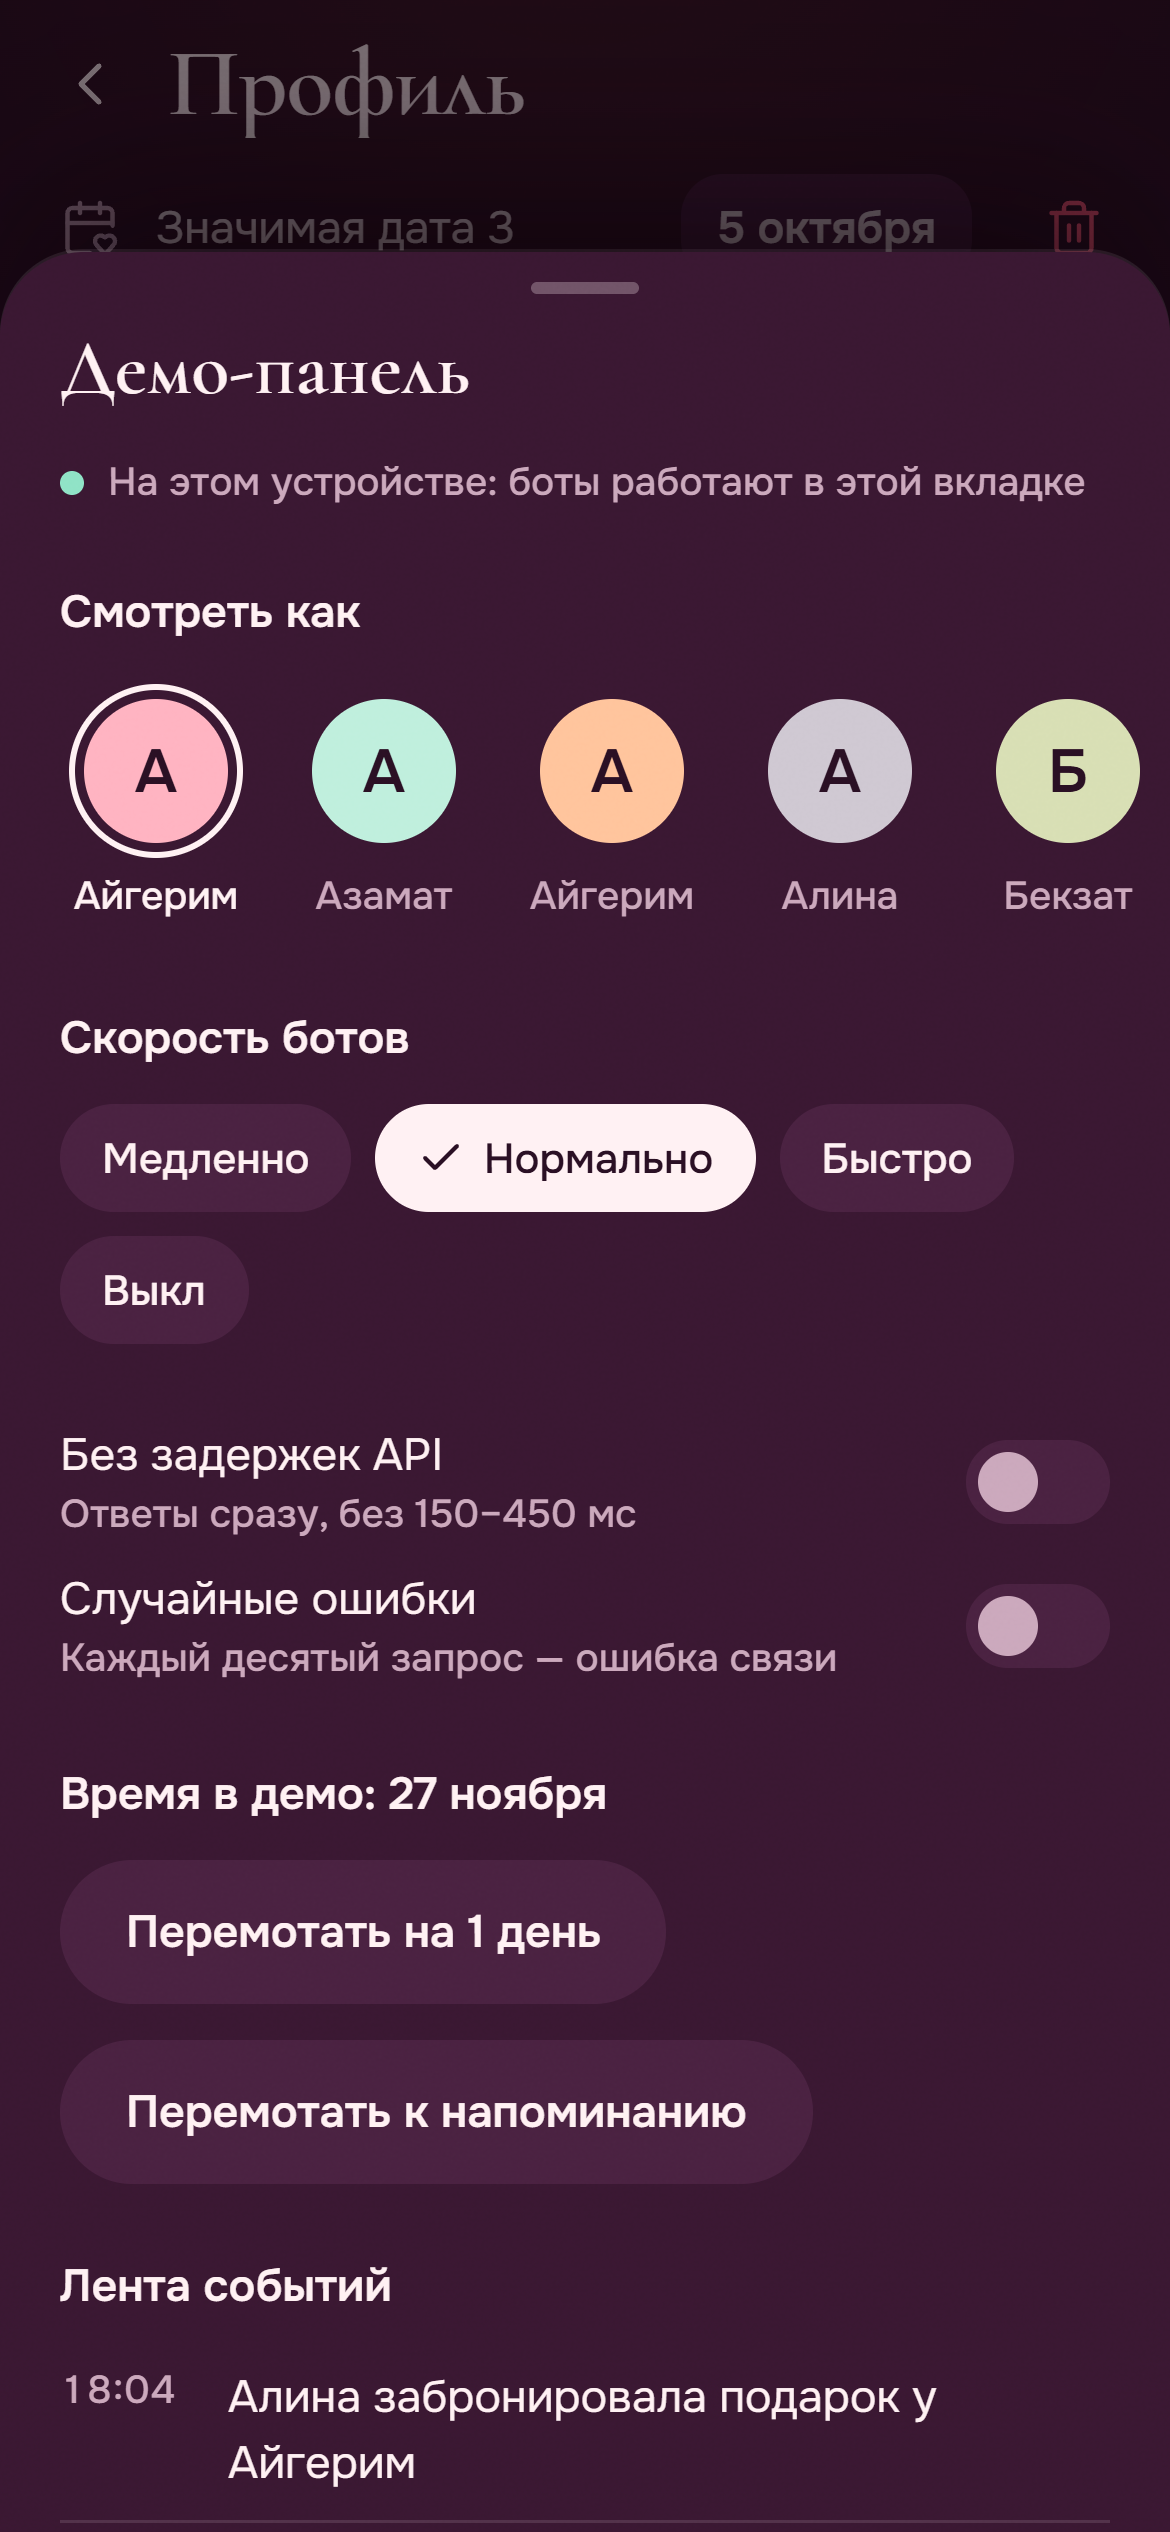 Профиль
Значимая дата 3
5 октября
Демо-панель
На этом устройстве: боты работают в этой вкладке
Смотреть как
А А А А Б
Айгерим Азамат Айгерим Алина Бекзат
Скорость ботов
Медленно Нормально Быстро
Выкл
Без задержек API
Ответы сразу, без 150–450 мс
Случайные ошибки
Каждый десятый запрос — ошибка связи
Время в демо: 27 ноября
Перемотать на 1 день
Перемотать к напоминанию
Лента событий
18:04 Алина забронировала подарок у
Айгерим